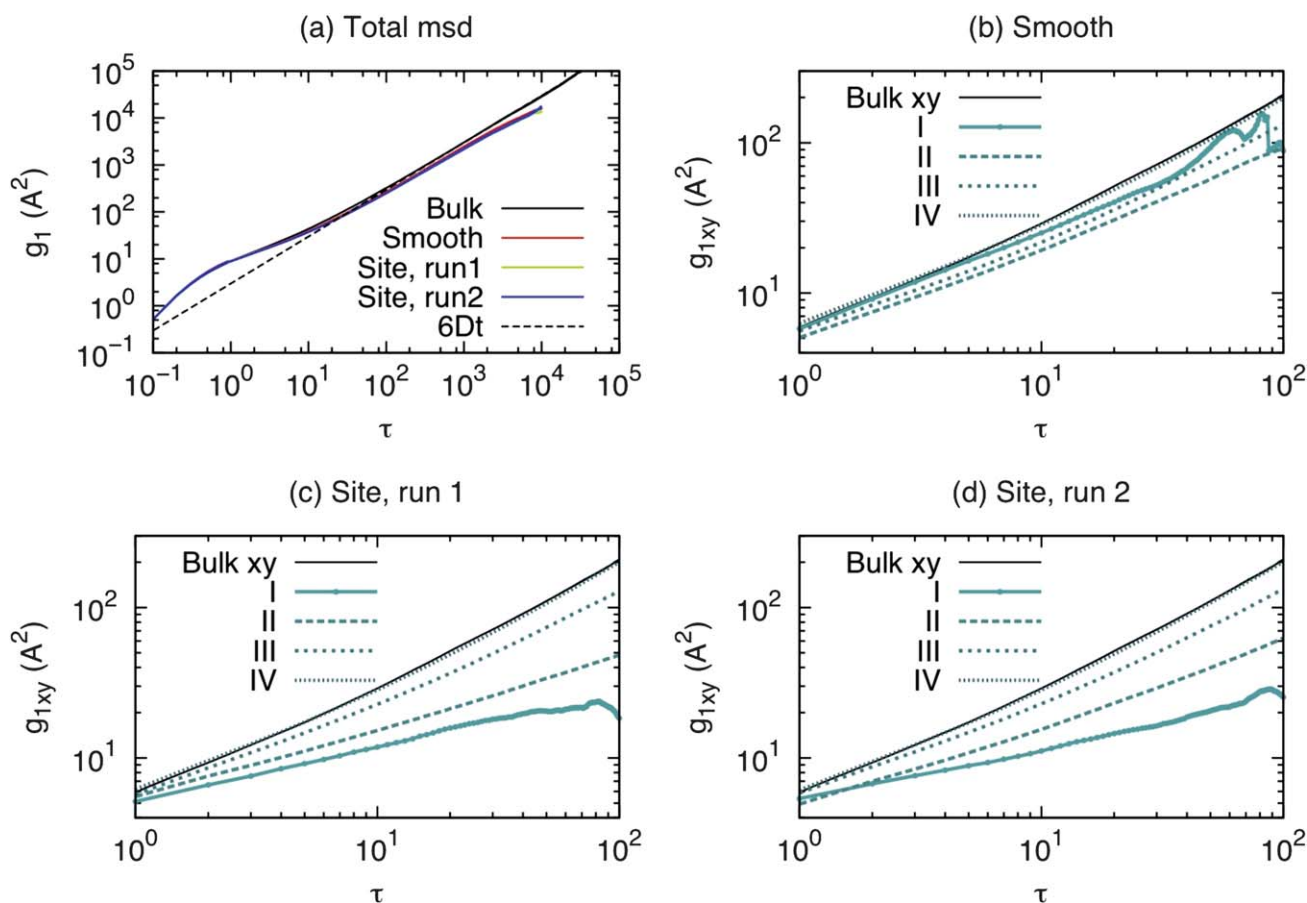 (a) Total msd
10^5
10^4
10^3
10^2
10^1
10^0
10^-1
g1 (A^2)
Bulk
Smooth
Site, run1
Site, run2
6Dt
10^-1 10^0 10^1 10^2 10^3 10^4 10^5
τ
(b) Smooth
10^2
10^1
g1xy (A^2)
Bulk xy
I
II
III
IV
10^0 10^1 10^2
τ
(c) Site, run 1
10^2
10^1
g1xy (A^2)
Bulk xy
I
II
III
IV
10^0 10^1 10^2
τ
(d) Site, run 2
10^2
10^1
g1xy (A^2)
Bulk xy
I
II
III
IV
10^0 10^1 10^2
τ